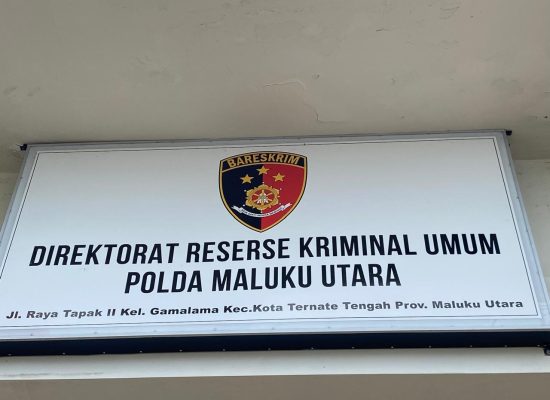 BARESKRIM
DIREKTORAT RESERSE KRIMINAL UMUM
POLDA MALUKU UTARA
Jl. Raya Tapak II Kel. Gamalama Kec.Kota Ternate Tengah Prov. Maluku Utara